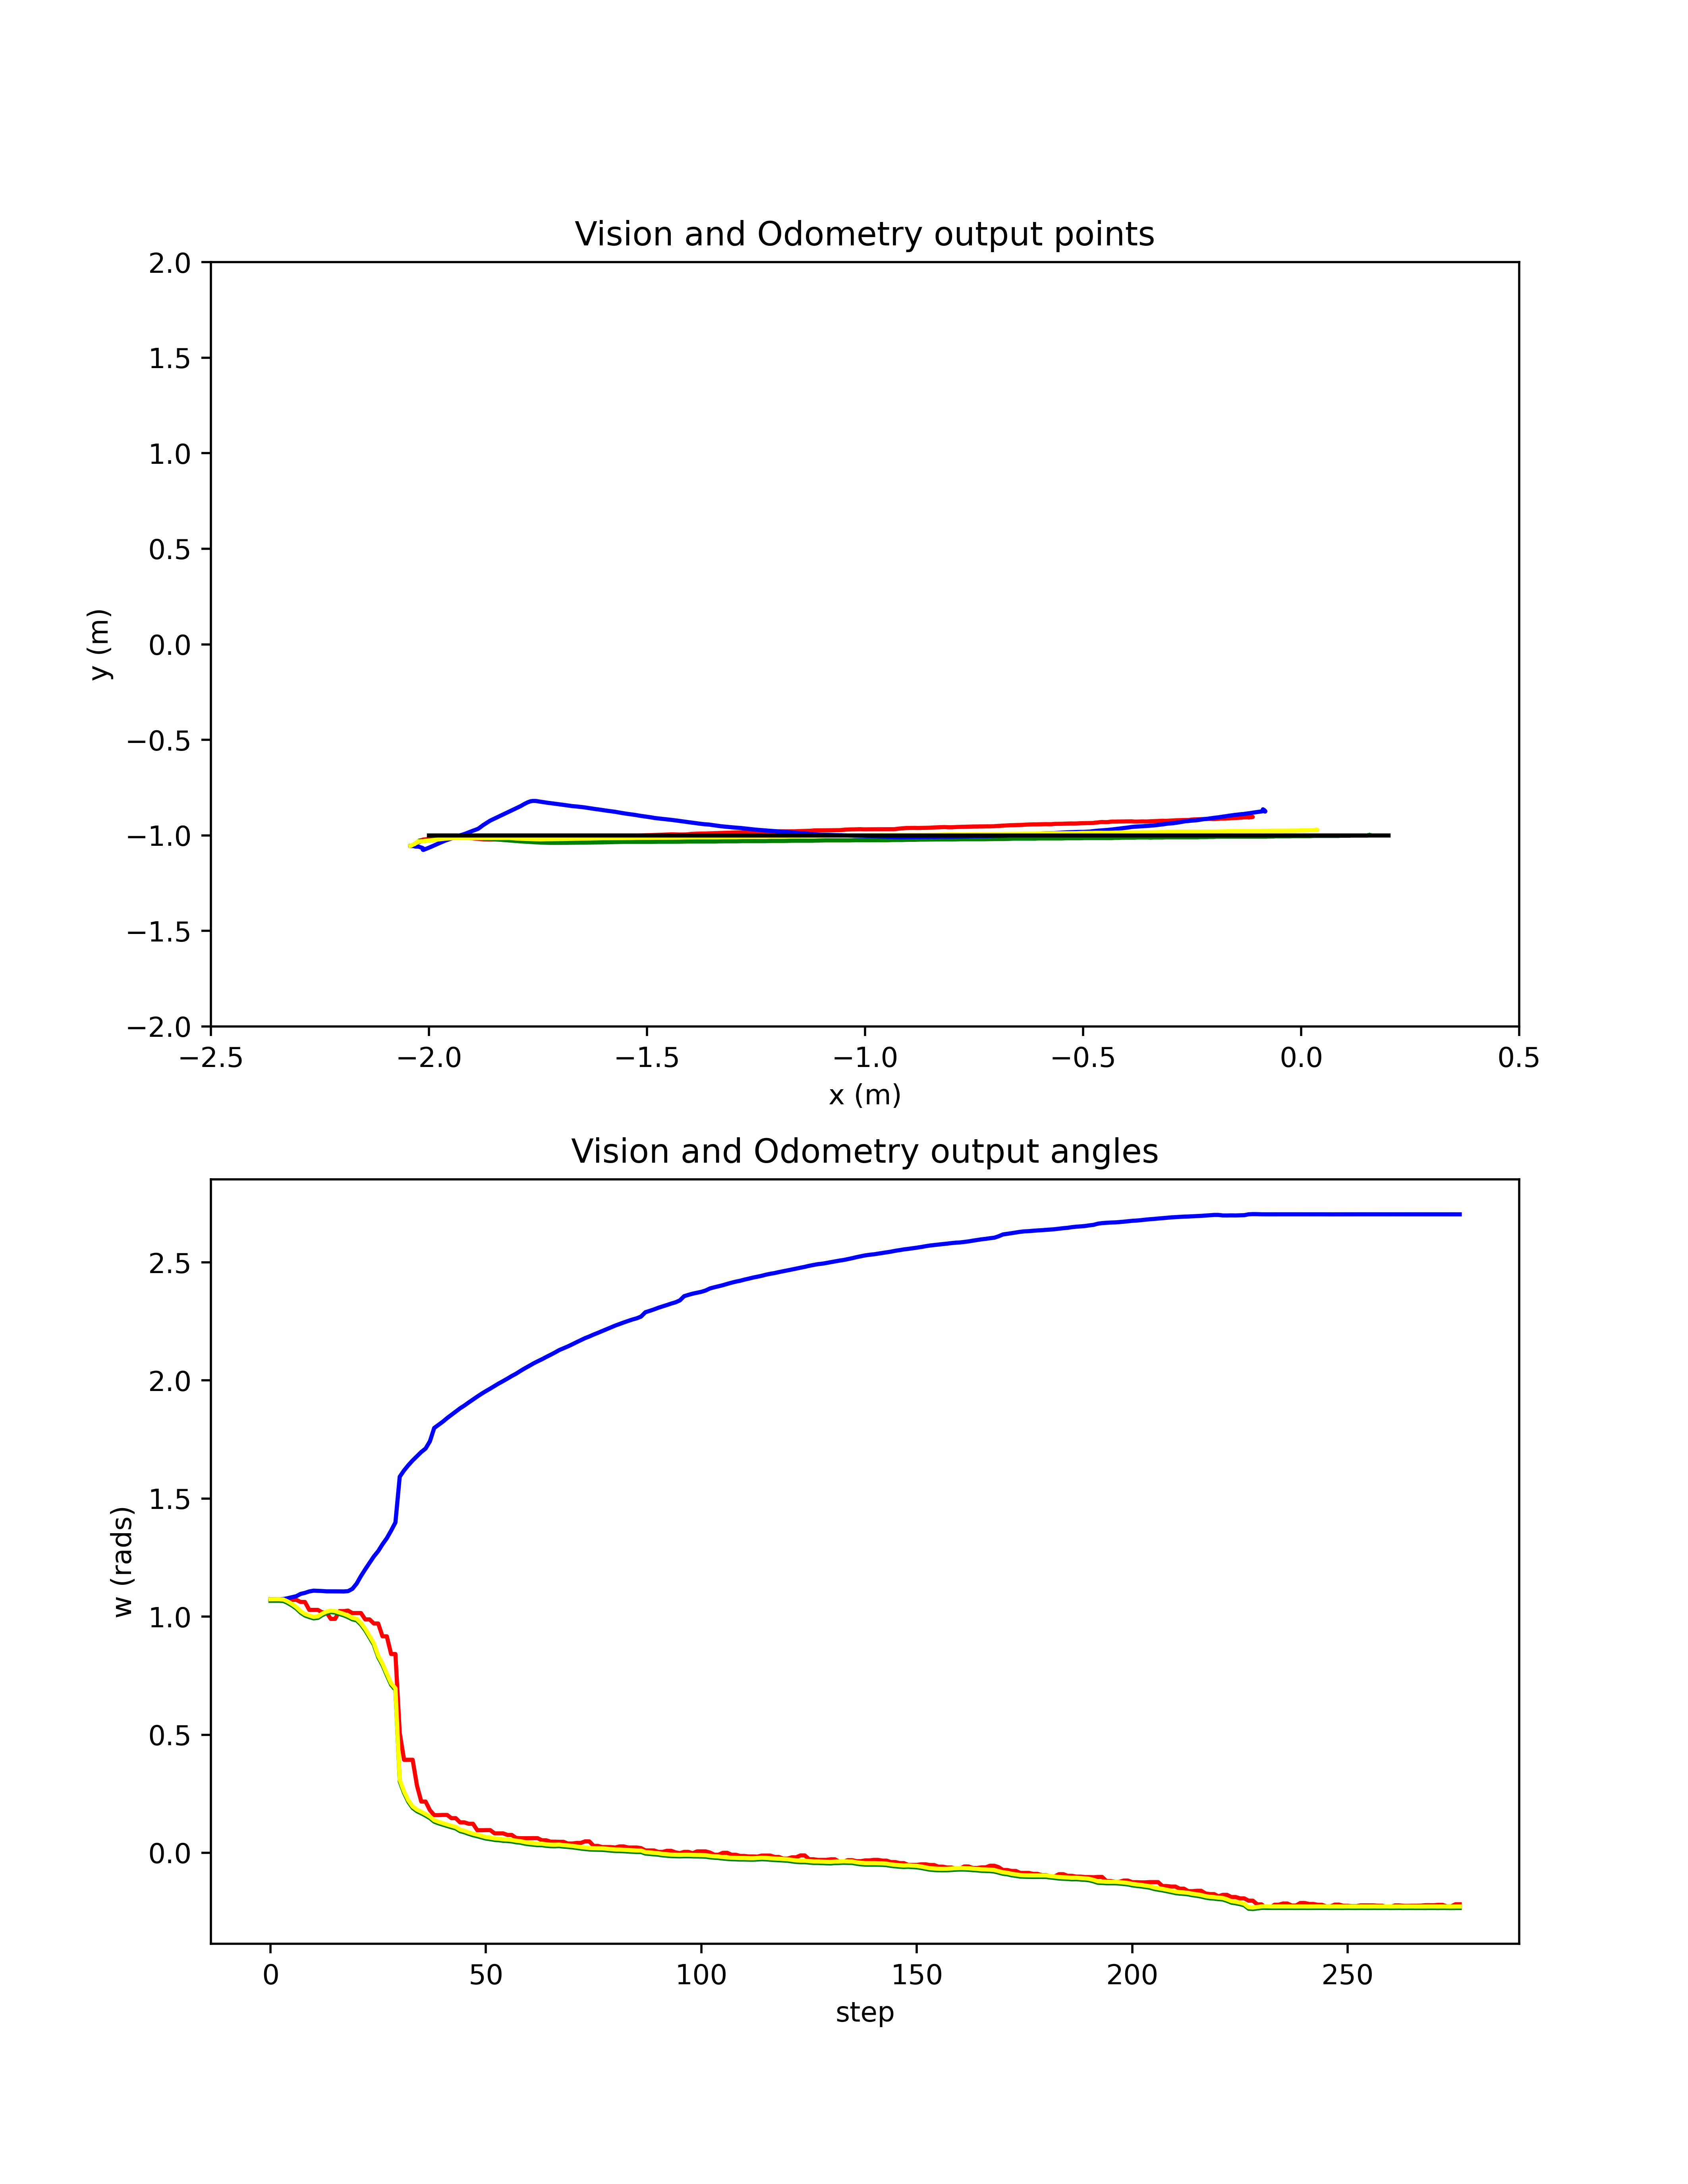 Vision and Odometry output points
2.0
1.5
1.0
0.5
0.0
−0.5
−1.0
−1.5
−2.0
y (m)
−2.5 −2.0 −1.5 −1.0 −0.5 0.0 0.5
x (m)
Vision and Odometry output angles
2.5
2.0
1.5
1.0
0.5
0.0
w (rads)
0 50 100 150 200 250
step